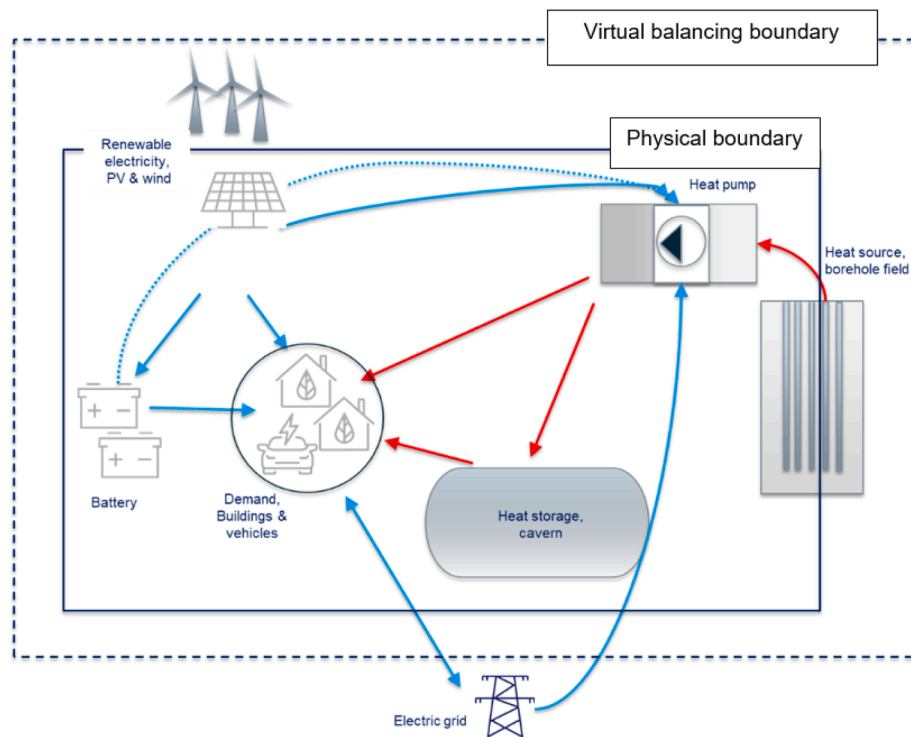 Virtual balancing boundary
Physical boundary
Renewable
electricity,
PV & wind
Heat pump
Heat source,
borehole field
Battery
Demand,
Buildings &
vehicles
Heat storage,
cavern
Electric grid